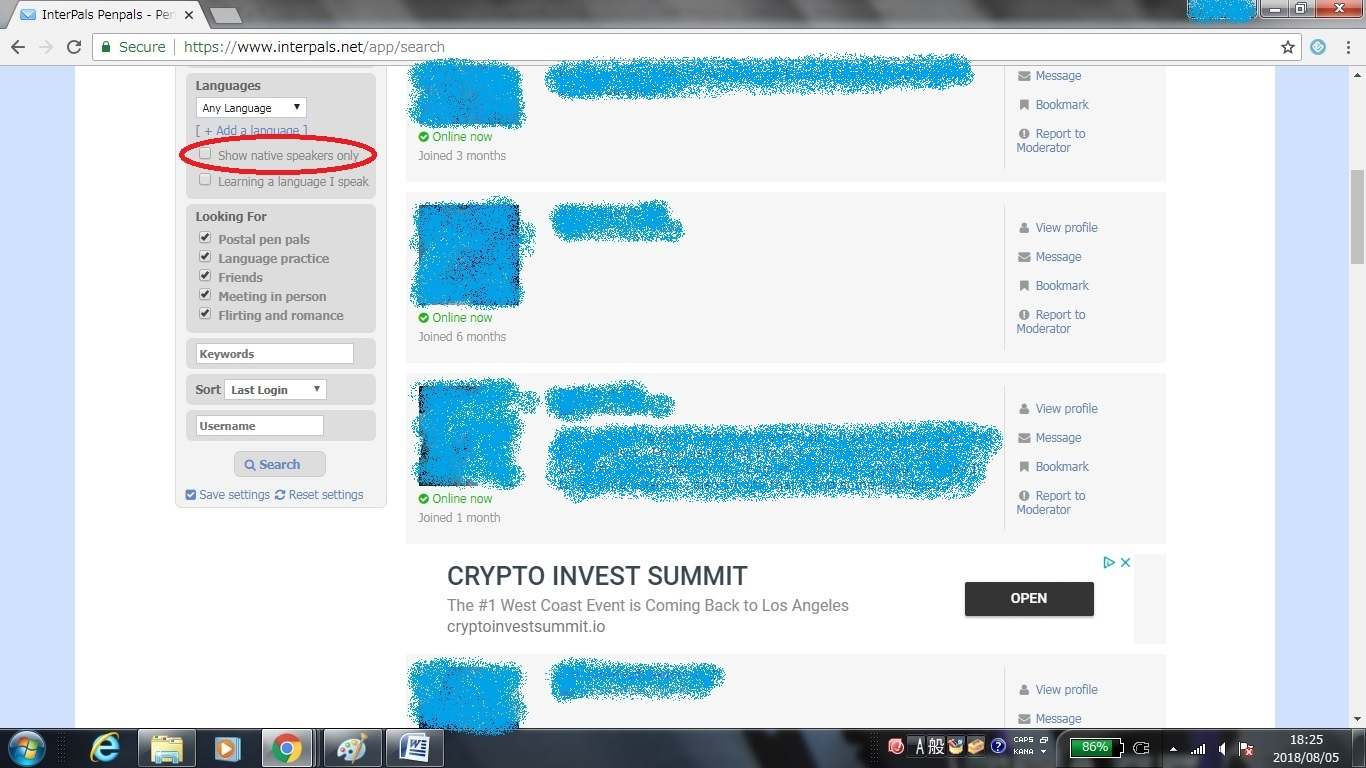 InterPals Penpals - Pen
Secure
https://www.interpals.net/app/search
Languages
Any Language
[ + Add a language ]
Show native speakers only
Learning a language I speak
Looking For
Postal pen pals
Language practice
Friends
Meeting in person
Flirting and romance
Keywords
Sort Last Login
Username
Search
Save settings Reset settings
Online now
Joined 3 months
Message
Bookmark
Report to
Moderator
Online now
Joined 6 months
View profile
Message
Bookmark
Report to
Moderator
Online now
Joined 1 month
View profile
Message
Bookmark
Report to
Moderator
CRYPTO INVEST SUMMIT
The #1 West Coast Event is Coming Back to Los Angeles
cryptoinvestsummit.io
OPEN
View profile
Message
A 般
CAPS
KANA
86%
18:25
2018/08/05